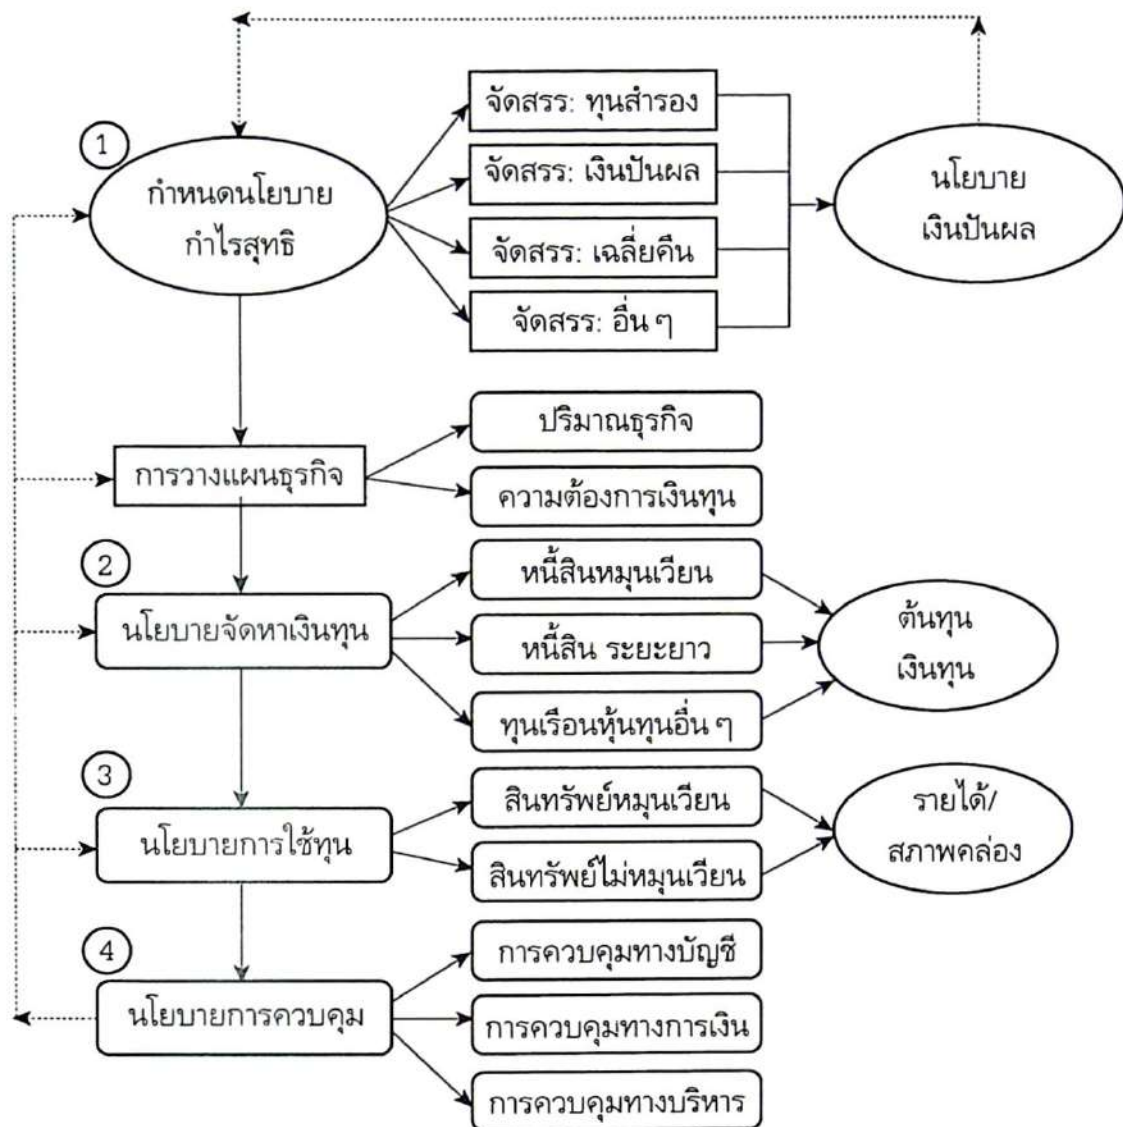 1
กำหนดนโยบาย
กำไรสุทธิ
จัดสรร: ทุนสำรอง
จัดสรร: เงินปันผล
จัดสรร: เฉลี่ยคืน
จัดสรร: อื่น ๆ
นโยบาย
เงินปันผล
การวางแผนธุรกิจ
ปริมาณธุรกิจ
ความต้องการเงินทุน
2
นโยบายจัดหาเงินทุน
หนี้สินหมุนเวียน
หนี้สิน ระยะยาว
ทุนเรือนหุ้นทุนอื่น ๆ
ต้นทุน
เงินทุน
3
นโยบายการใช้ทุน
สินทรัพย์หมุนเวียน
สินทรัพย์ไม่หมุนเวียน
รายได้/
สภาพคล่อง
4
นโยบายการควบคุม
การควบคุมทางบัญชี
การควบคุมทางการเงิน
การควบคุมทางบริหาร